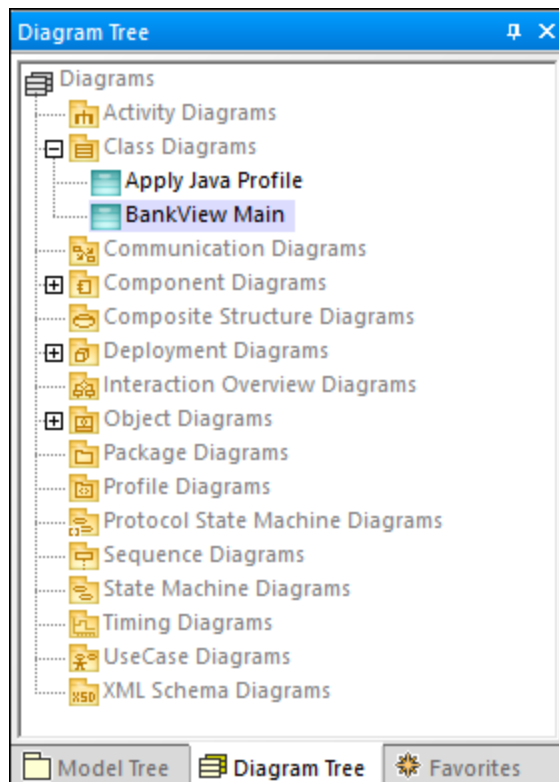 Diagram Tree
Diagrams
Activity Diagrams
Class Diagrams
Apply Java Profile
BankView Main
Communication Diagrams
Component Diagrams
Composite Structure Diagrams
Deployment Diagrams
Interaction Overview Diagrams
Object Diagrams
Package Diagrams
Profile Diagrams
Protocol State Machine Diagrams
Sequence Diagrams
State Machine Diagrams
Timing Diagrams
UseCase Diagrams
XSD XML Schema Diagrams
Model Tree Diagram Tree Favorites